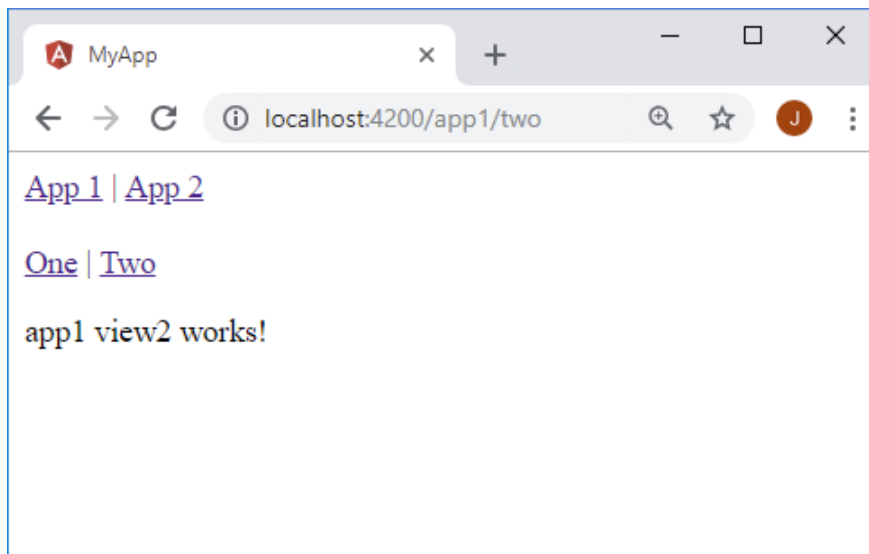 MyApp
localhost:4200/app1/two
J
App 1 | App 2
One | Two
app1 view2 works!